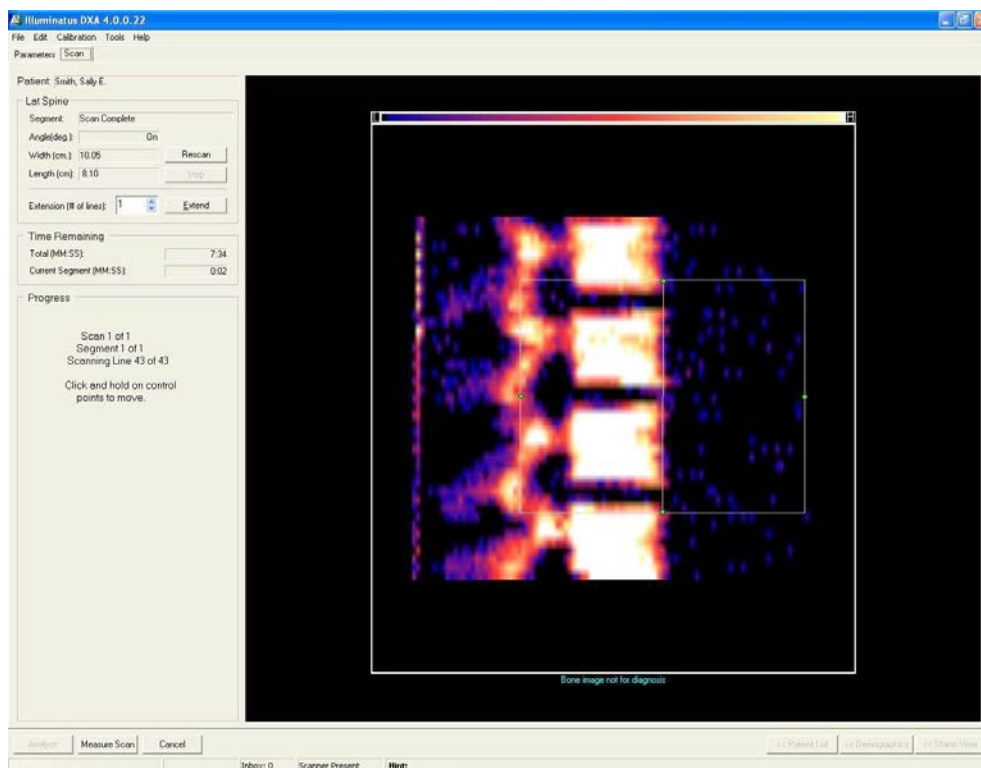 Illuminatus DXA 4.0.0.22
File Edit Calibration Tools Help
Parameters Scan
Patient: Smith, Sally E.
Lat Spine
Segment: Scan Complete
Angle(deg.): On
Width (cm.): 10.05 Rescan
Length (cm): 8.10 Stop
Extension (# of lines): 1 Extend
Time Remaining
Total (MM:SS): 7:34
Current Segment (MM:SS): 0:02
Progress
Scan 1 of 1
Segment 1 of 1
Scanning Line 43 of 43
Click and hold on control
points to move.
L H
Bone image not for diagnosis
Analyze Measure Scan Cancel << Patient List << Demographics << Stamp View
Inbox: 0 Scanner Present Hint: